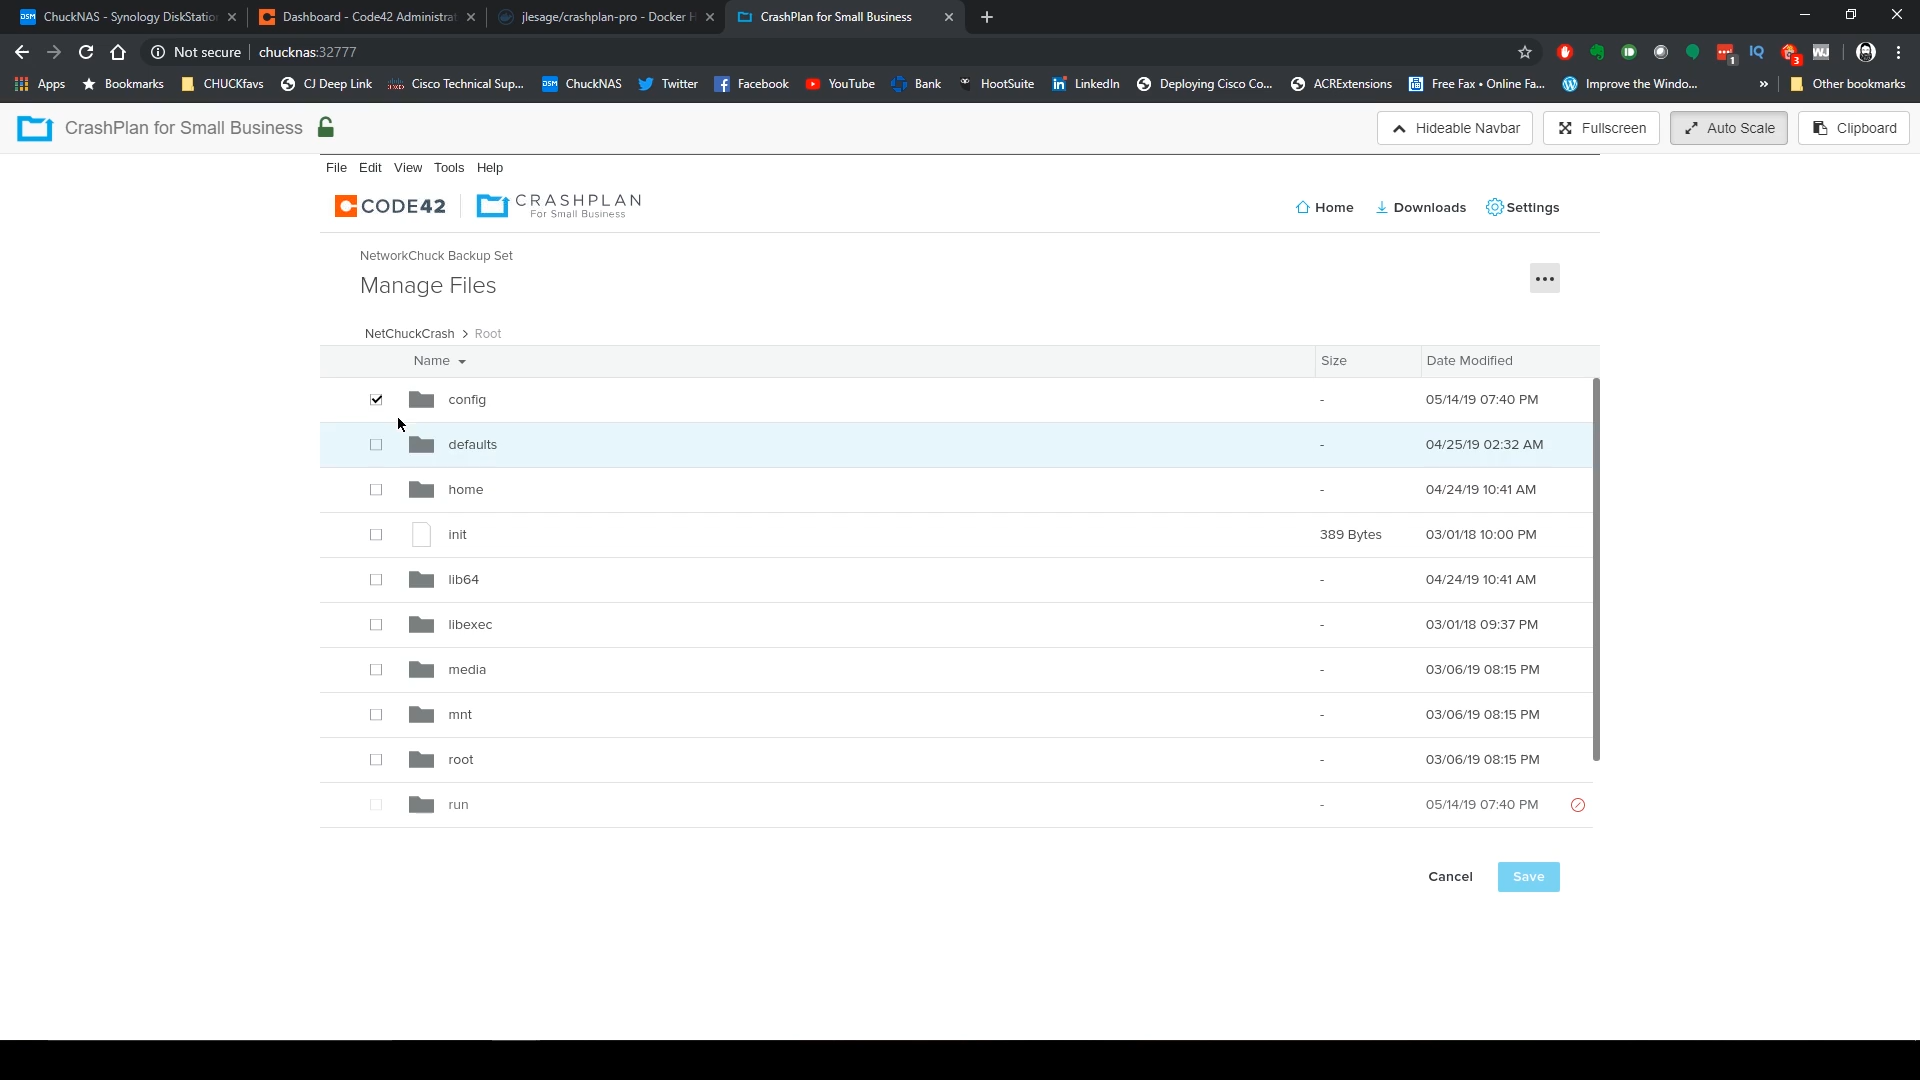 ChuckNAS - Synology DiskStation
Dashboard - Code42 Administrat
jlesage/crashplan-pro - Docker H
CrashPlan for Small Business
Not secure
chucknas:32777
IQ
1
3
Apps
Bookmarks
CHUCKfavs
CJ Deep Link
Cisco Technical Sup...
DSM
ChuckNAS
Twitter
Facebook
YouTube
Bank
HootSuite
LinkedIn
Deploying Cisco Co...
ACRExtensions
Free Fax • Online Fa...
Improve the Windo...
»
Other bookmarks
CrashPlan for Small Business
Hideable Navbar
Fullscreen
Auto Scale
Clipboard
File Edit View Tools Help
CODE42
CRASHPLAN
For Small Business
Home
Downloads
Settings
NetworkChuck Backup Set
Manage Files
NetChuckCrash > Root
Name Size Date Modified
config - 05/14/19 07:40 PM
defaults - 04/25/19 02:32 AM
home - 04/24/19 10:41 AM
init 389 Bytes 03/01/18 10:00 PM
lib64 - 04/24/19 10:41 AM
libexec - 03/01/18 09:37 PM
media - 03/06/19 08:15 PM
mnt - 03/06/19 08:15 PM
root - 03/06/19 08:15 PM
run - 05/14/19 07:40 PM
Cancel
Save